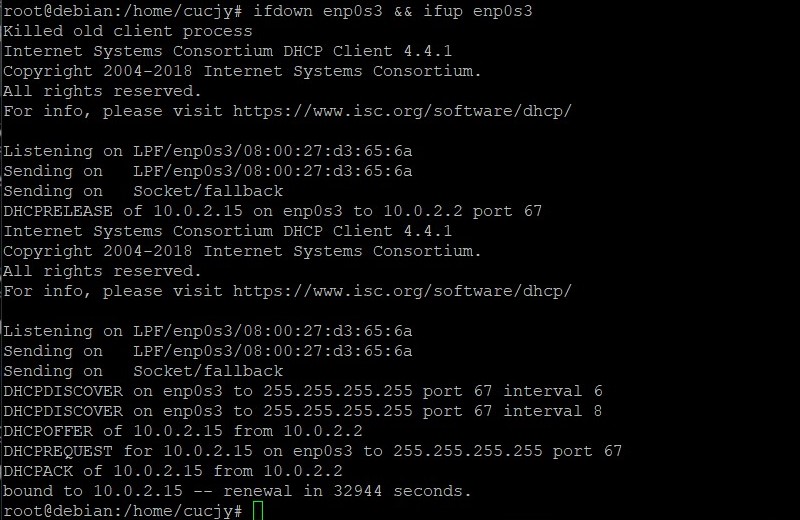 root@debian:/home/cucjy# ifdown enp0s3 && ifup enp0s3
Killed old client process
Internet Systems Consortium DHCP Client 4.4.1
Copyright 2004-2018 Internet Systems Consortium.
All rights reserved.
For info, please visit https://www.isc.org/software/dhcp/
Listening on LPF/enp0s3/08:00:27:d3:65:6a
Sending on   LPF/enp0s3/08:00:27:d3:65:6a
Sending on   Socket/fallback
DHCPRELEASE of 10.0.2.15 on enp0s3 to 10.0.2.2 port 67
Internet Systems Consortium DHCP Client 4.4.1
Copyright 2004-2018 Internet Systems Consortium.
All rights reserved.
For info, please visit https://www.isc.org/software/dhcp/
Listening on LPF/enp0s3/08:00:27:d3:65:6a
Sending on   LPF/enp0s3/08:00:27:d3:65:6a
Sending on   Socket/fallback
DHCPDISCOVER on enp0s3 to 255.255.255.255 port 67 interval 6
DHCPDISCOVER on enp0s3 to 255.255.255.255 port 67 interval 8
DHCPOFFER of 10.0.2.15 from 10.0.2.2
DHCPREQUEST for 10.0.2.15 on enp0s3 to 255.255.255.255 port 67
DHCPACK of 10.0.2.15 from 10.0.2.2
bound to 10.0.2.15 -- renewal in 32944 seconds.
root@debian:/home/cucjy#